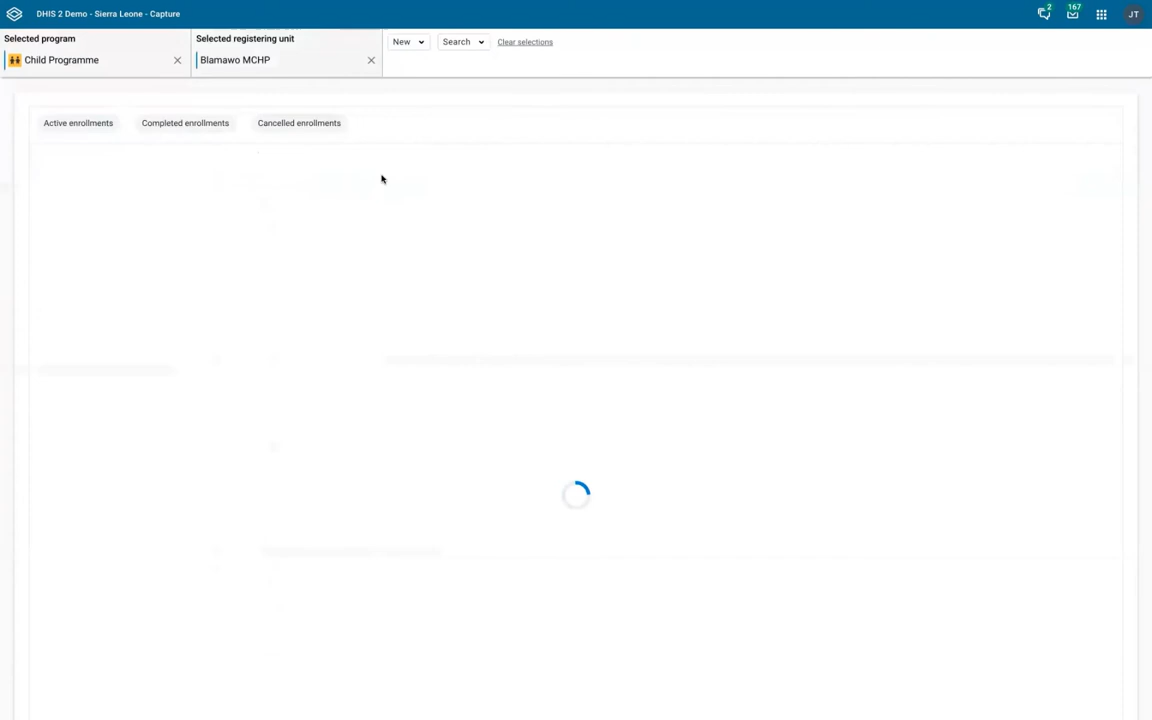 DHIS 2 Demo - Sierra Leone - Capture
2
167
JT
Selected program
Child Programme
Selected registering unit
Blamawo MCHP
New
Search
Clear selections
Active enrollments
Completed enrollments
Cancelled enrollments